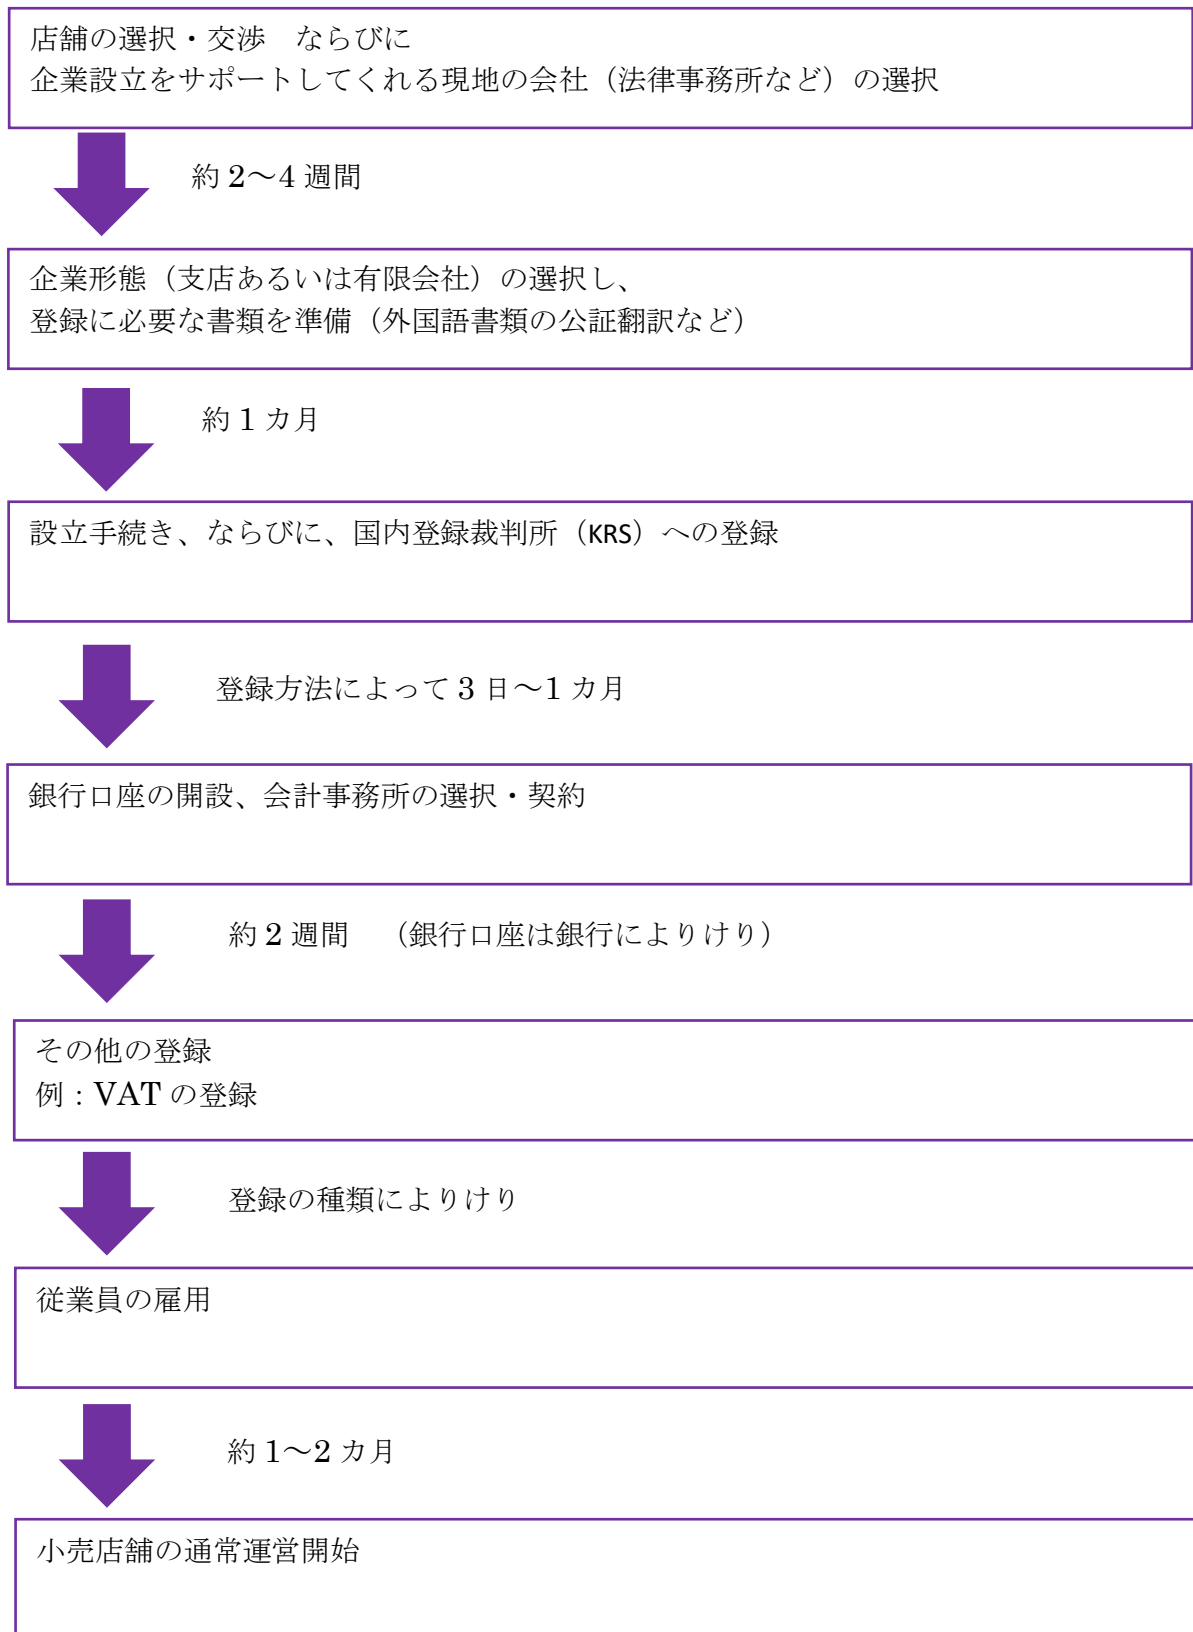 店舗の選択・交渉　ならびに
企業設立をサポートしてくれる現地の会社（法律事務所など）の選択
約 2～4 週間
企業形態（支店あるいは有限会社）の選択し、
登録に必要な書類を準備（外国語書類の公証翻訳など）
約 1 カ月
設立手続き、ならびに、国内登録裁判所（KRS）への登録
登録方法によって 3 日～1 カ月
銀行口座の開設、会計事務所の選択・契約
約 2 週間　（銀行口座は銀行によりけり）
その他の登録
例：VAT の登録
登録の種類によりけり
従業員の雇用
約 1～2 カ月
小売店舗の通常運営開始